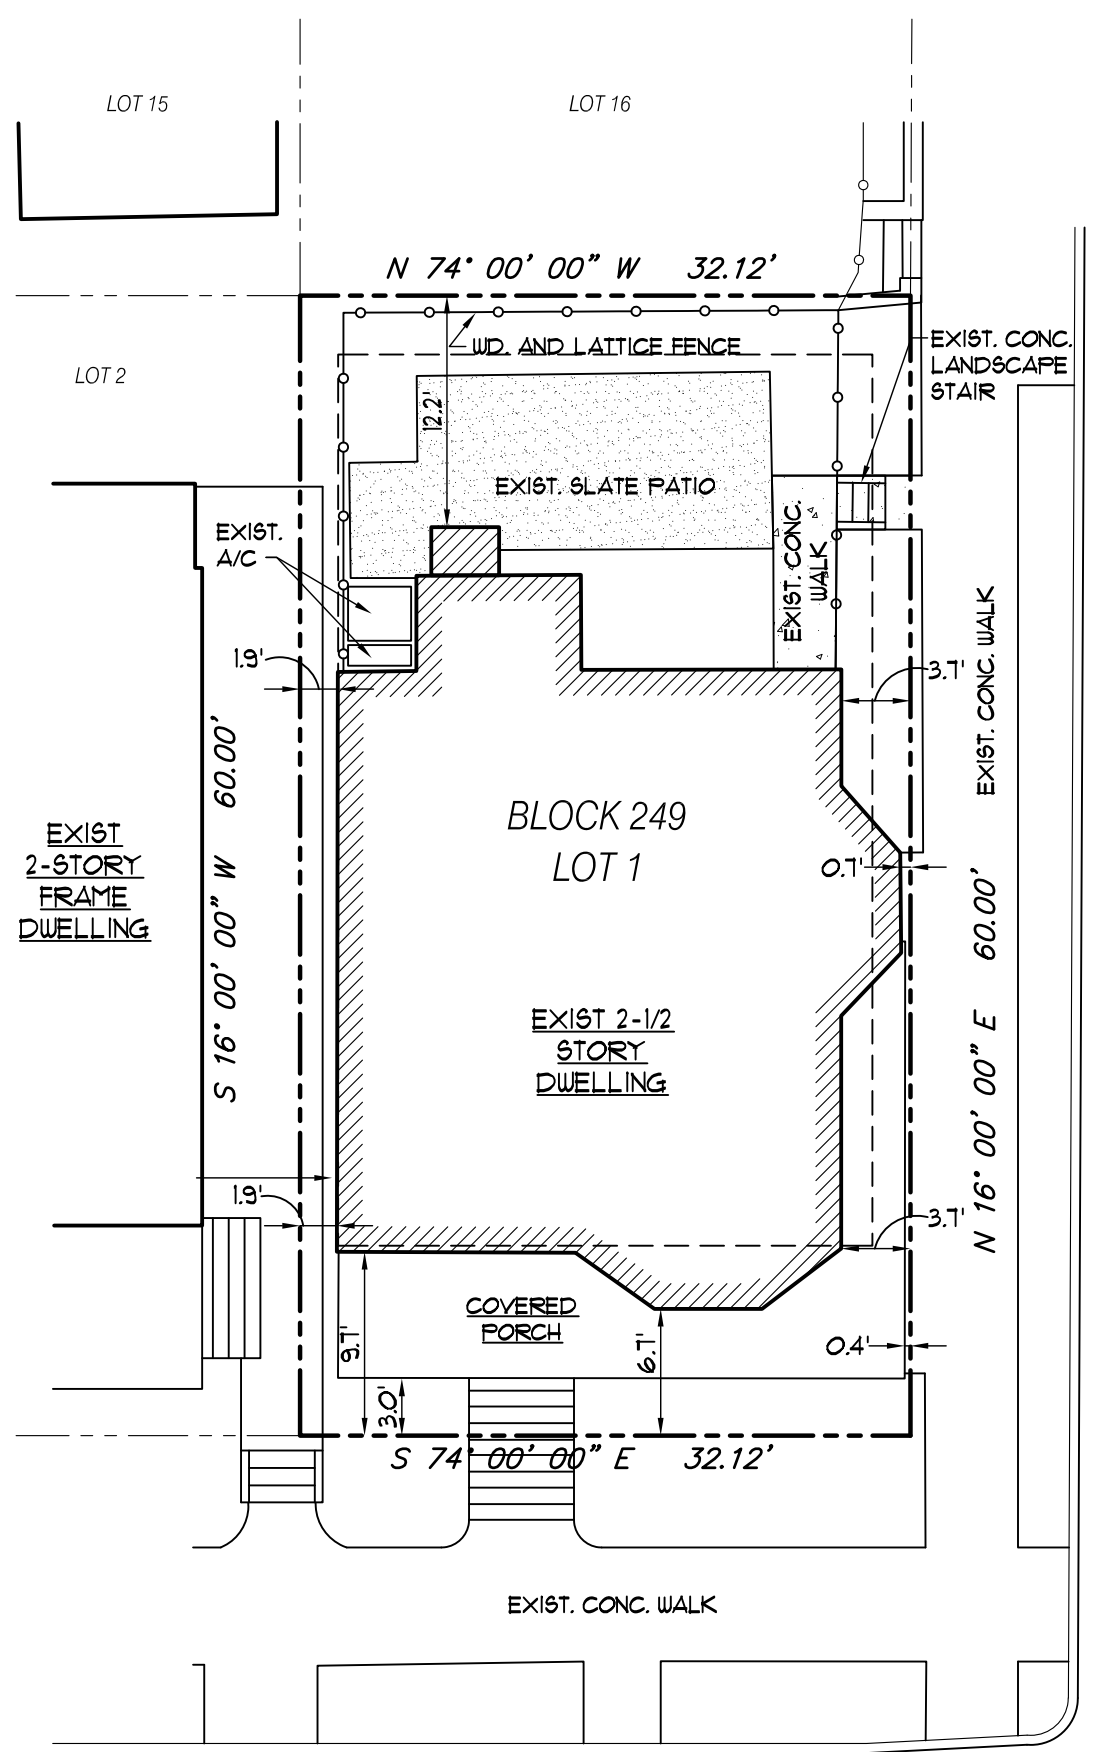 LOT 15
LOT 16
N 74° 00' 00" W 32.12'
WD. AND LATTICE FENCE
EXIST. CONC.
LANDSCAPE
STAIR
LOT 2
12.2'
EXIST. SLATE PATIO
EXIST.
A/C
EXIST. CONC.
WALK
EXIST. CONC. WALK
1.9'
3.7'
S 16° 00' 00" W 60.00'
BLOCK 249
LOT 1
EXIST
2-STORY
FRAME
DWELLING
0.7'
N 16° 00' 00" E 60.00'
EXIST 2-1/2
STORY
DWELLING
1.9'
3.7'
COVERED
PORCH
9.7'
6.7'
0.4'
3.0'
S 74° 00' 00" E 32.12'
EXIST. CONC. WALK